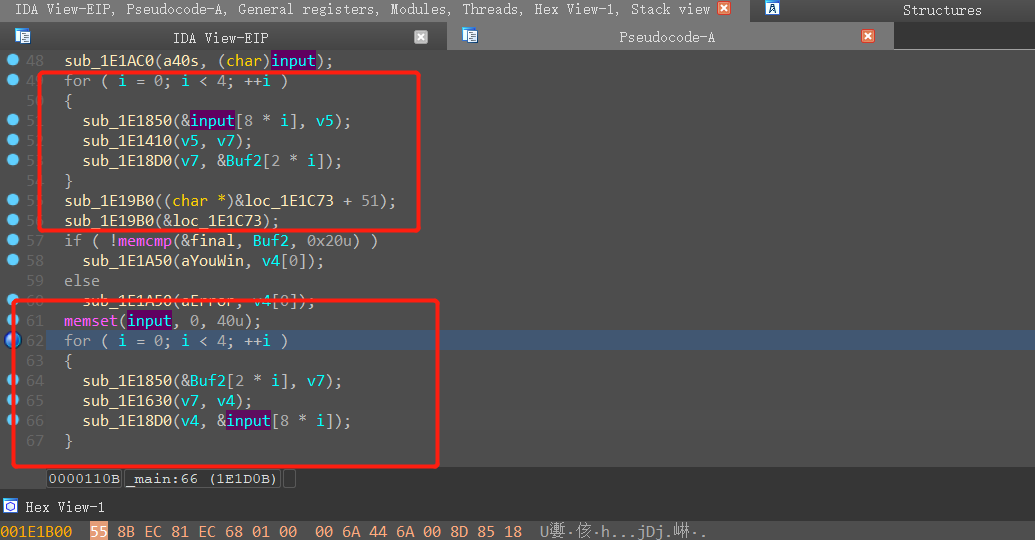 IDA View-EIP, Pseudocode-A, General registers, Modules, Threads, Hex View-1, Stack view
Structures
IDA View-EIP
Pseudocode-A
48 sub_1E1AC0(a40s, (char)input);
49 for ( i = 0; i < 4; ++i )
50 {
51 sub_1E1850(&input[8 * i], v5);
52 sub_1E1410(v5, v7);
53 sub_1E18D0(v7, &Buf2[2 * i]);
54 }
55 sub_1E19B0((char *)&loc_1E1C73 + 51);
56 sub_1E19B0(&loc_1E1C73);
57 if ( !memcmp(&final, Buf2, 0x20u) )
58 sub_1E1A50(aYouWin, v4[0]);
59 else
60 sub_1E1A50(aError, v4[0]);
61 memset(input, 0, 40u);
62 for ( i = 0; i < 4; ++i )
63 {
64 sub_1E1850(&Buf2[2 * i], v7);
65 sub_1E1630(v7, v4);
66 sub_1E18D0(v4, &input[8 * i]);
67 }
0000110B _main:66 (1E1D0B)
Hex View-1
001E1B00 55 8B EC 81 EC 68 01 00 00 6A 44 6A 00 8D 85 18